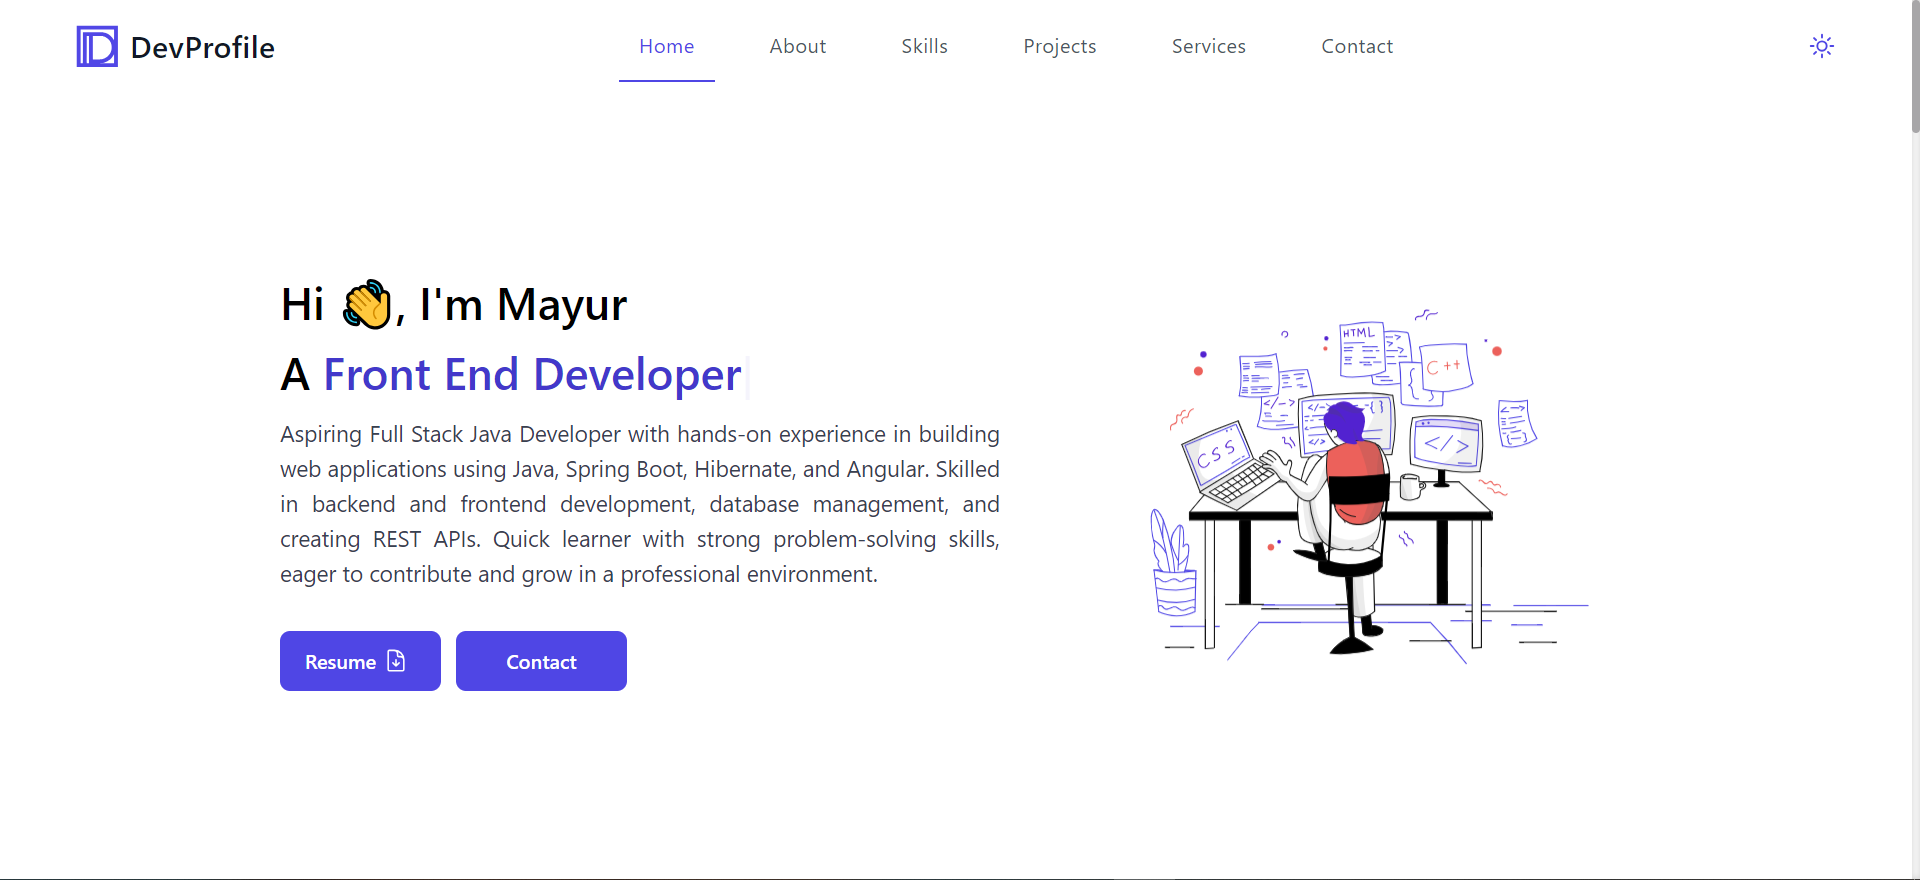 DevProfile
Home About Skills Projects Services Contact
Hi 👋, I'm Mayur
A Front End Developer
Aspiring Full Stack Java Developer with hands-on experience in building
web applications using Java, Spring Boot, Hibernate, and Angular. Skilled
in backend and frontend development, database management, and
creating REST APIs. Quick learner with strong problem-solving skills,
eager to contribute and grow in a professional environment.
Resume Contact
HTML
C++
CSS
</>